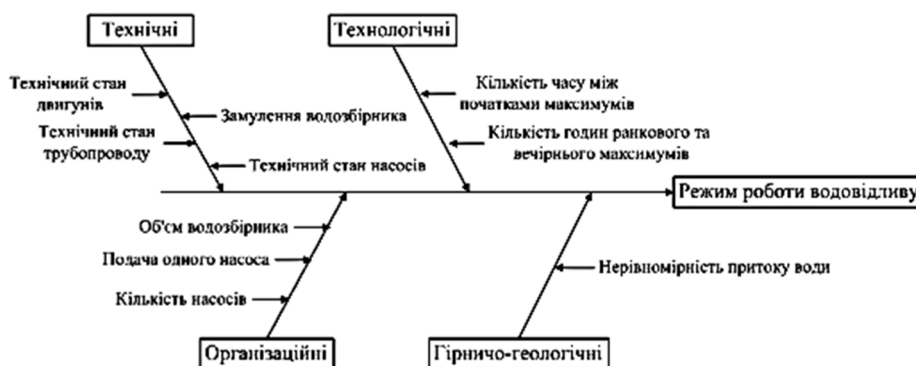 Технічні
Технологічні
Технічний стан
двигунів
Замулення водозбірника
Технічний стан
трубопроводу
Технічний стан насосів
Кількість часу між
початками максимумів
Кількість годин ранкового та
вечірнього максимумів
Режим роботи водовідливу
Об'єм водозбірника
Подача одного насоса
Кількість насосів
Нерівномірність притоку води
Організаційні
Гірничо-геологічні